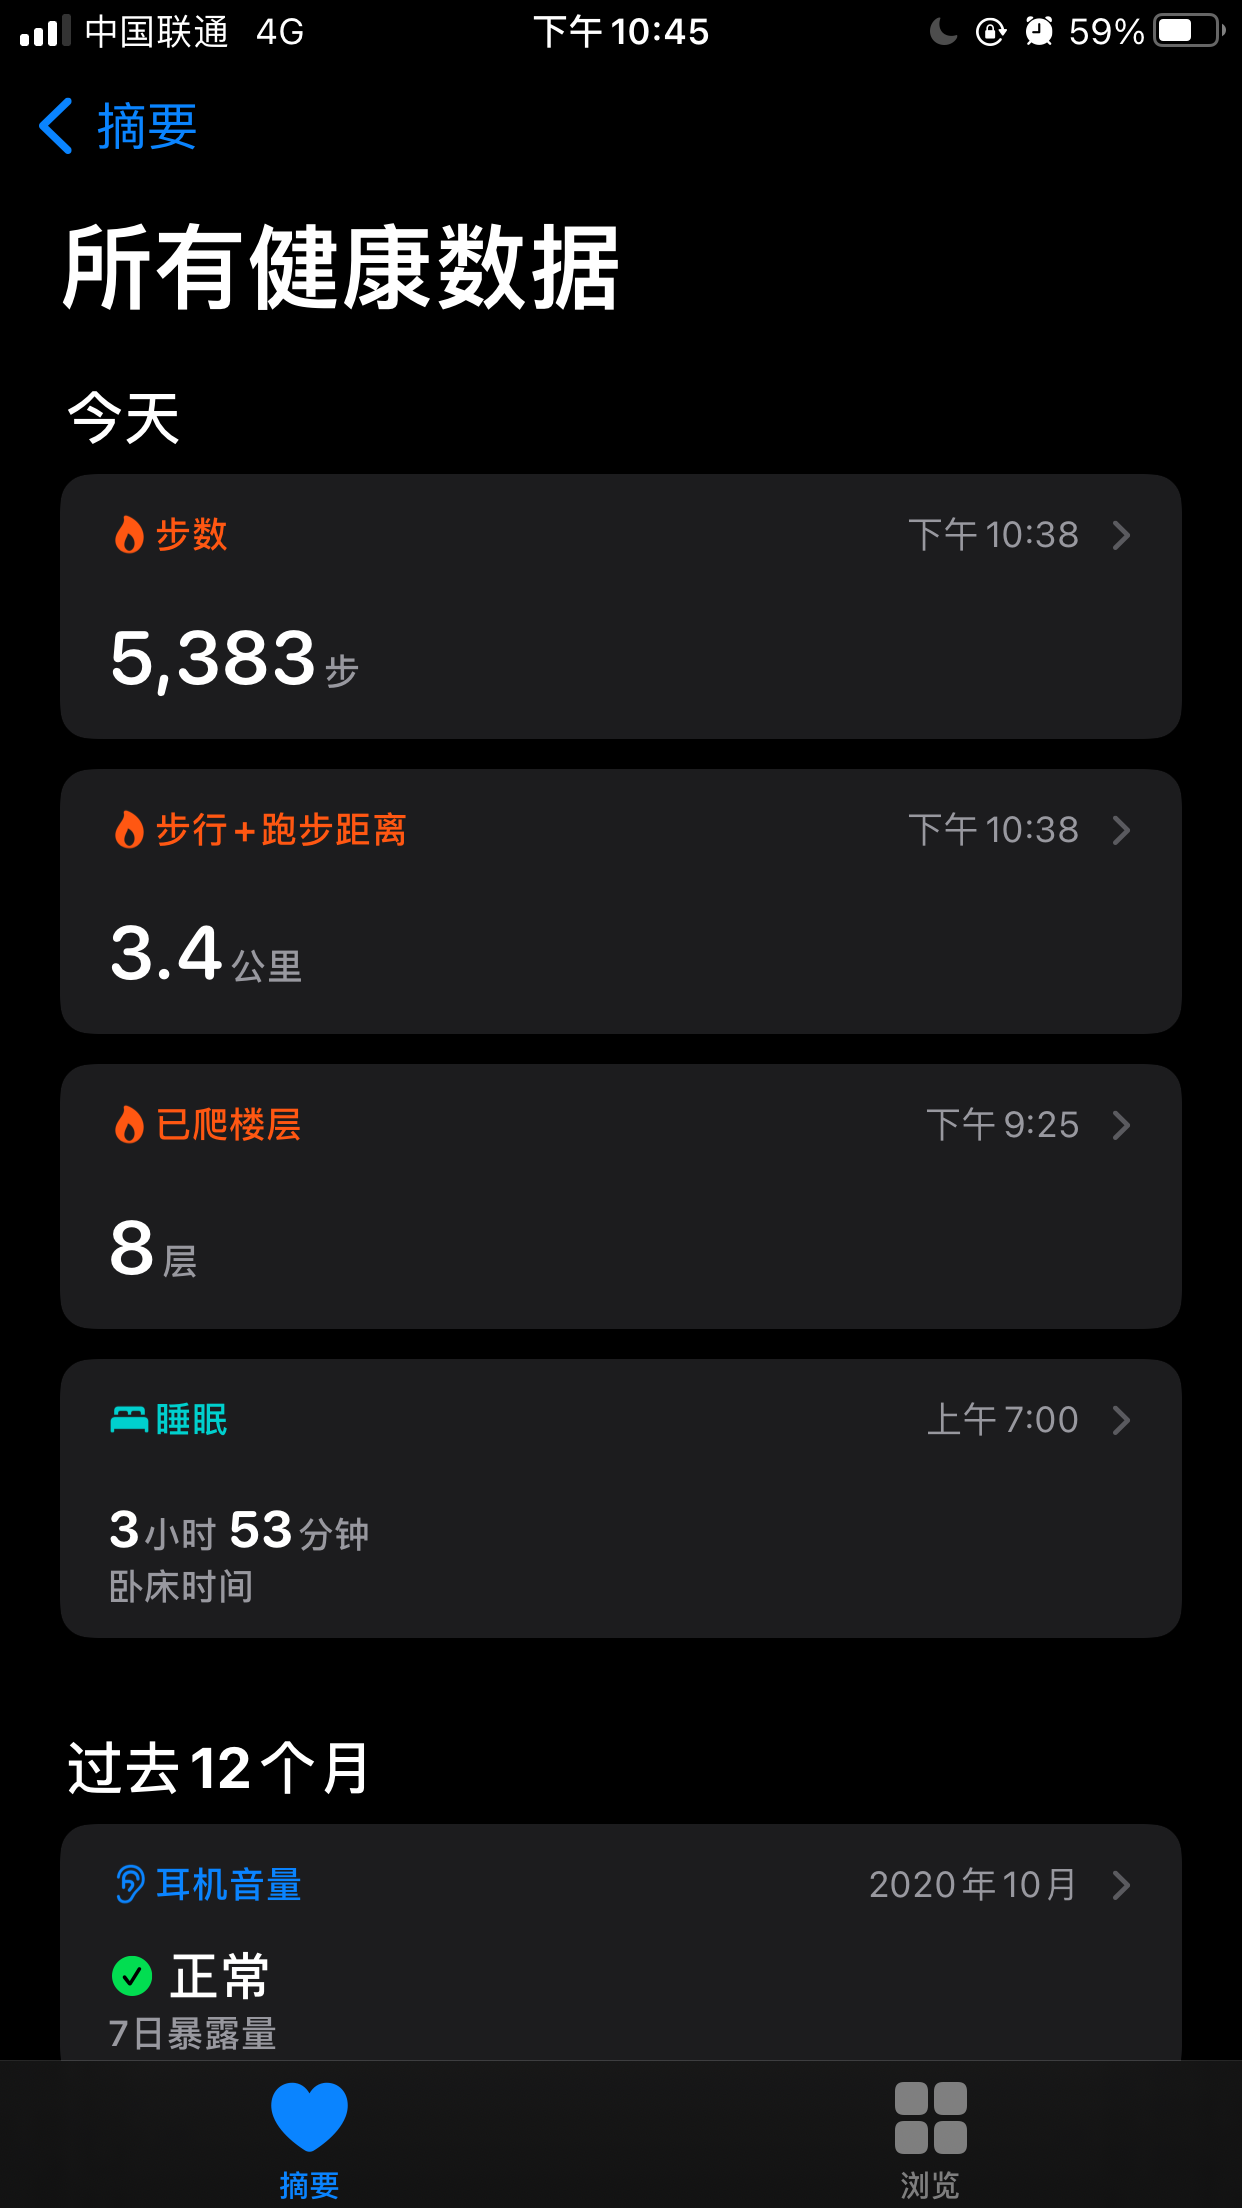 中国联通 4G 下午10:45 59%
摘要
所有健康数据
今天
步数 下午10:38
5,383步
步行+跑步距离 下午10:38
3.4公里
已爬楼层 下午9:25
8层
睡眠 上午7:00
3小时 53分钟
卧床时间
过去12个月
耳机音量 2020年10月
正常
7日暴露量
摘要 浏览